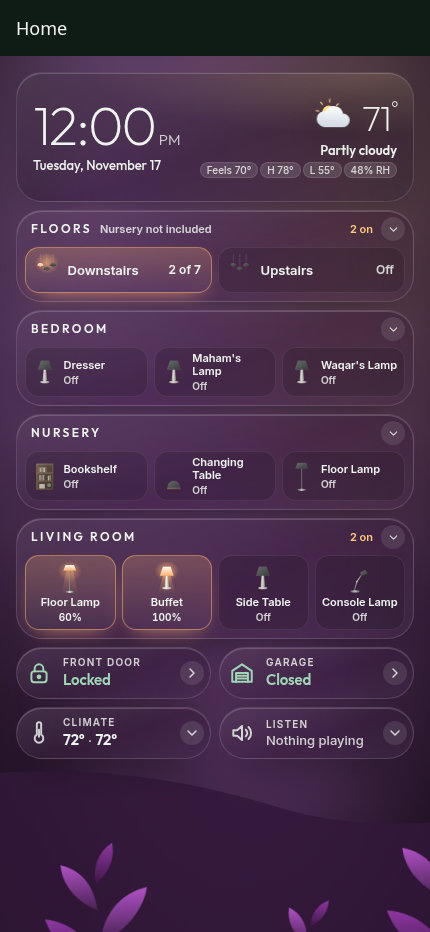 Home
12:00 PM
Tuesday, November 17
71°
Partly cloudy
Feels 70° H 78° L 55° 48% RH
FLOORS Nursery not included 2 on
Downstairs 2 of 7
Upstairs Off
BEDROOM
Dresser
Off
Maham's
Lamp
Off
Waqar's Lamp
Off
NURSERY
Bookshelf
Off
Changing
Table
Off
Floor Lamp
Off
LIVING ROOM 2 on
Floor Lamp
60%
Buffet
100%
Side Table
Off
Console Lamp
Off
FRONT DOOR
Locked
GARAGE
Closed
CLIMATE
72° · 72°
LISTEN
Nothing playing